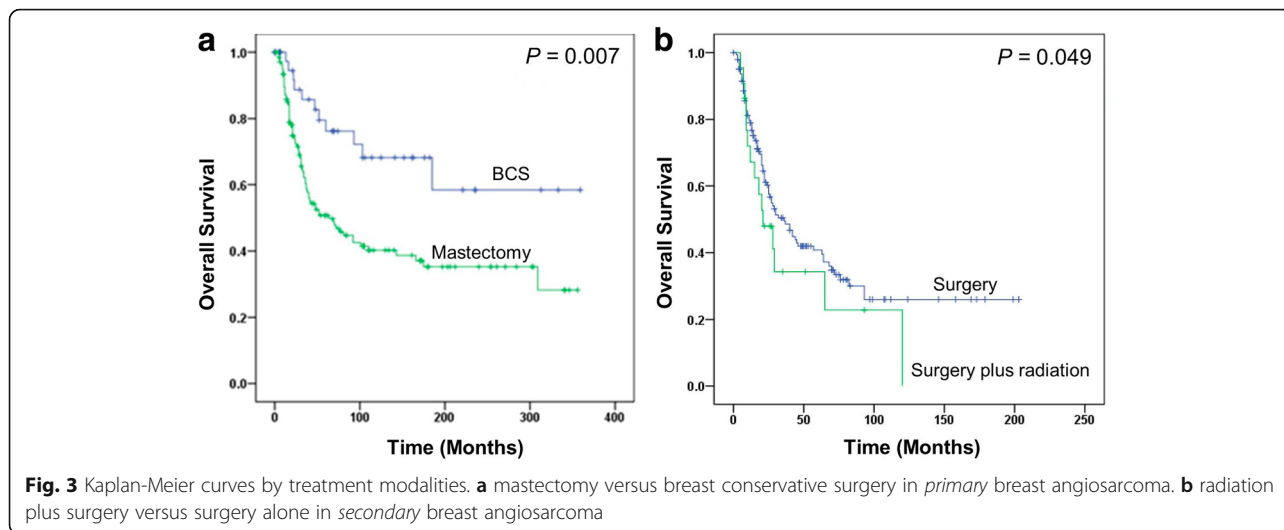 a
P = 0.007
1.0
0.8
0.6
0.4
0.2
0.0
Overall Survival
BCS
Mastectomy
0 100 200 300 400
Time (Months)
b
P = 0.049
1.0
0.8
0.6
0.4
0.2
0.0
Overall Survival
Surgery
Surgery plus radiation
0 50 100 150 200 250
Time (Months)
Fig. 3 Kaplan-Meier curves by treatment modalities. a mastectomy versus breast conservative surgery in primary breast angiosarcoma. b radiation
plus surgery versus surgery alone in secondary breast angiosarcoma